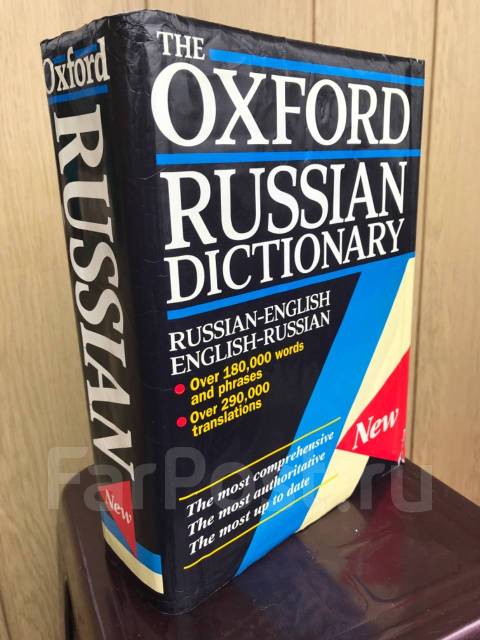 Oxford
RUSSIAN
New
THE
OXFORD
RUSSIAN
DICTIONARY
RUSSIAN-ENGLISH
ENGLISH-RUSSIAN
• Over 180,000 words
and phrases
• Over 290,000
translations
New
The most comprehensive
The most authoritative
The most up to date
FarPost.ru